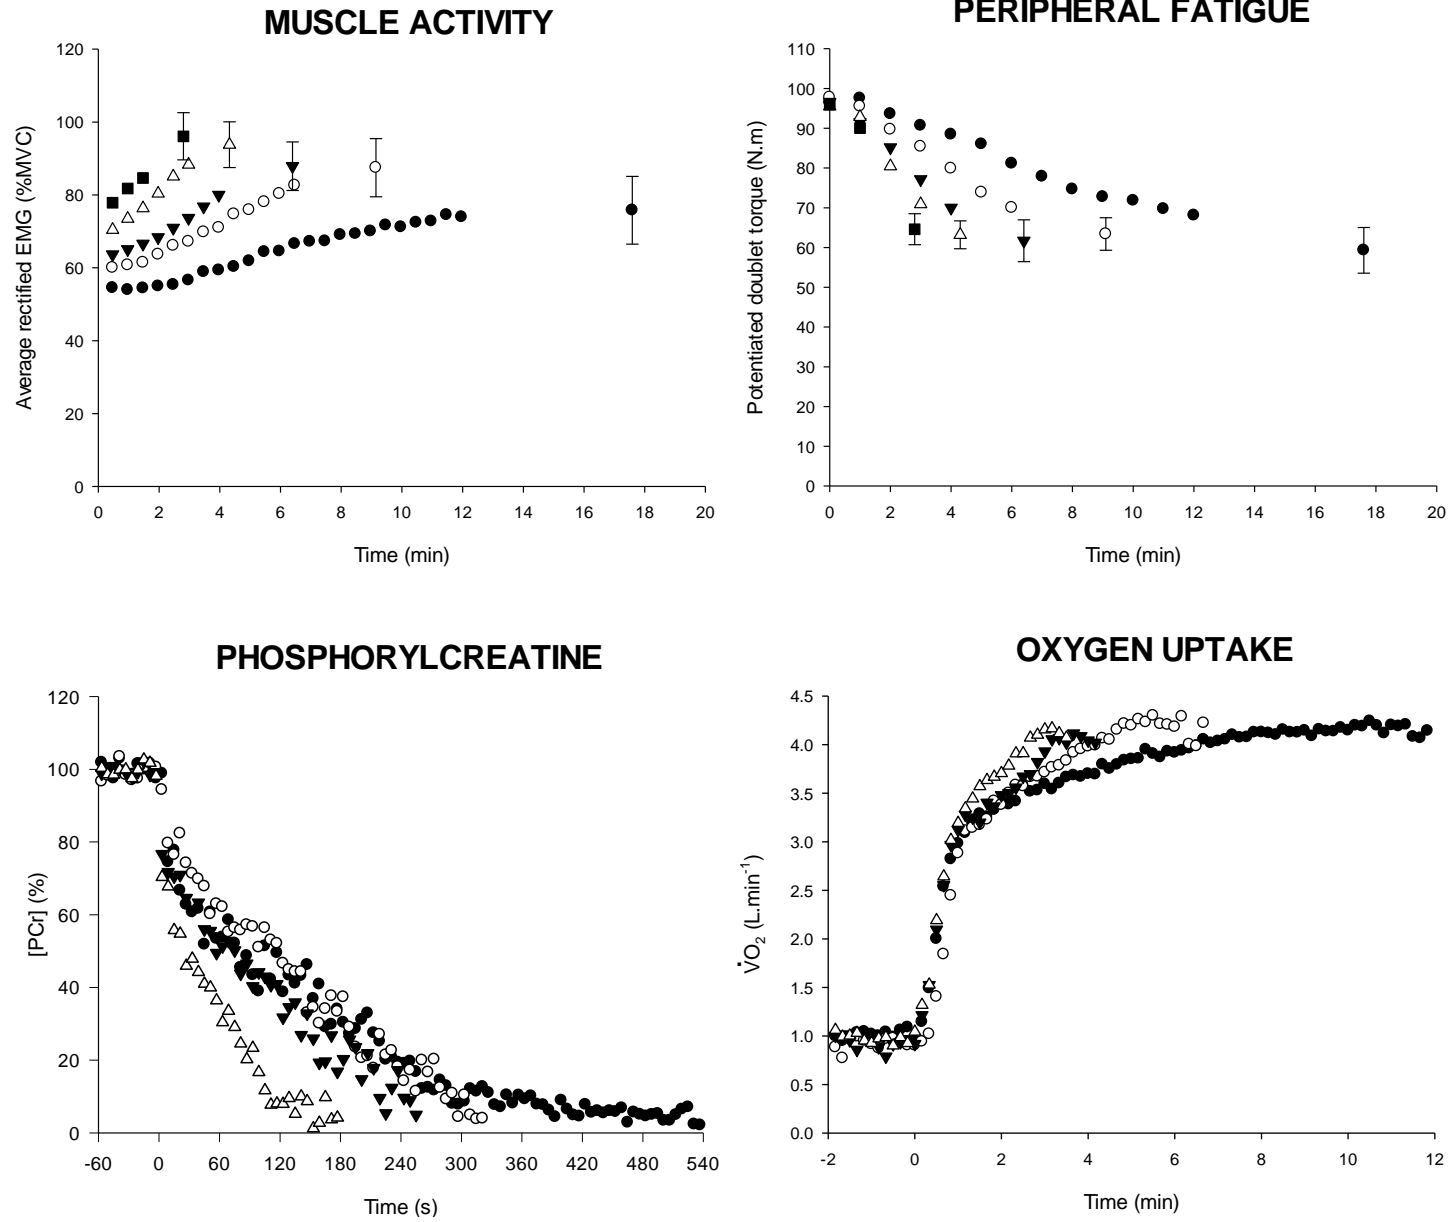 MUSCLE ACTIVITY
120
100
80
60
40
20
0
Average rectified EMG (%MVC)
0 2 4 6 8 10 12 14 16 18 20
Time (min)
PERIPHERAL FATIGUE
110
100
90
80
70
60
50
40
30
20
10
0
Potentiated doublet torque (N.m)
0 2 4 6 8 10 12 14 16 18 20
Time (min)
PHOSPHORYLCREATINE
120
100
80
60
40
20
0
[PCr] (%)
-60 0 60 120 180 240 300 360 420 480 540
Time (s)
OXYGEN UPTAKE
4.5
4.0
3.5
3.0
2.5
2.0
1.5
1.0
0.5
0.0
V̇O₂ (L.min⁻¹)
-2 0 2 4 6 8 10 12
Time (min)